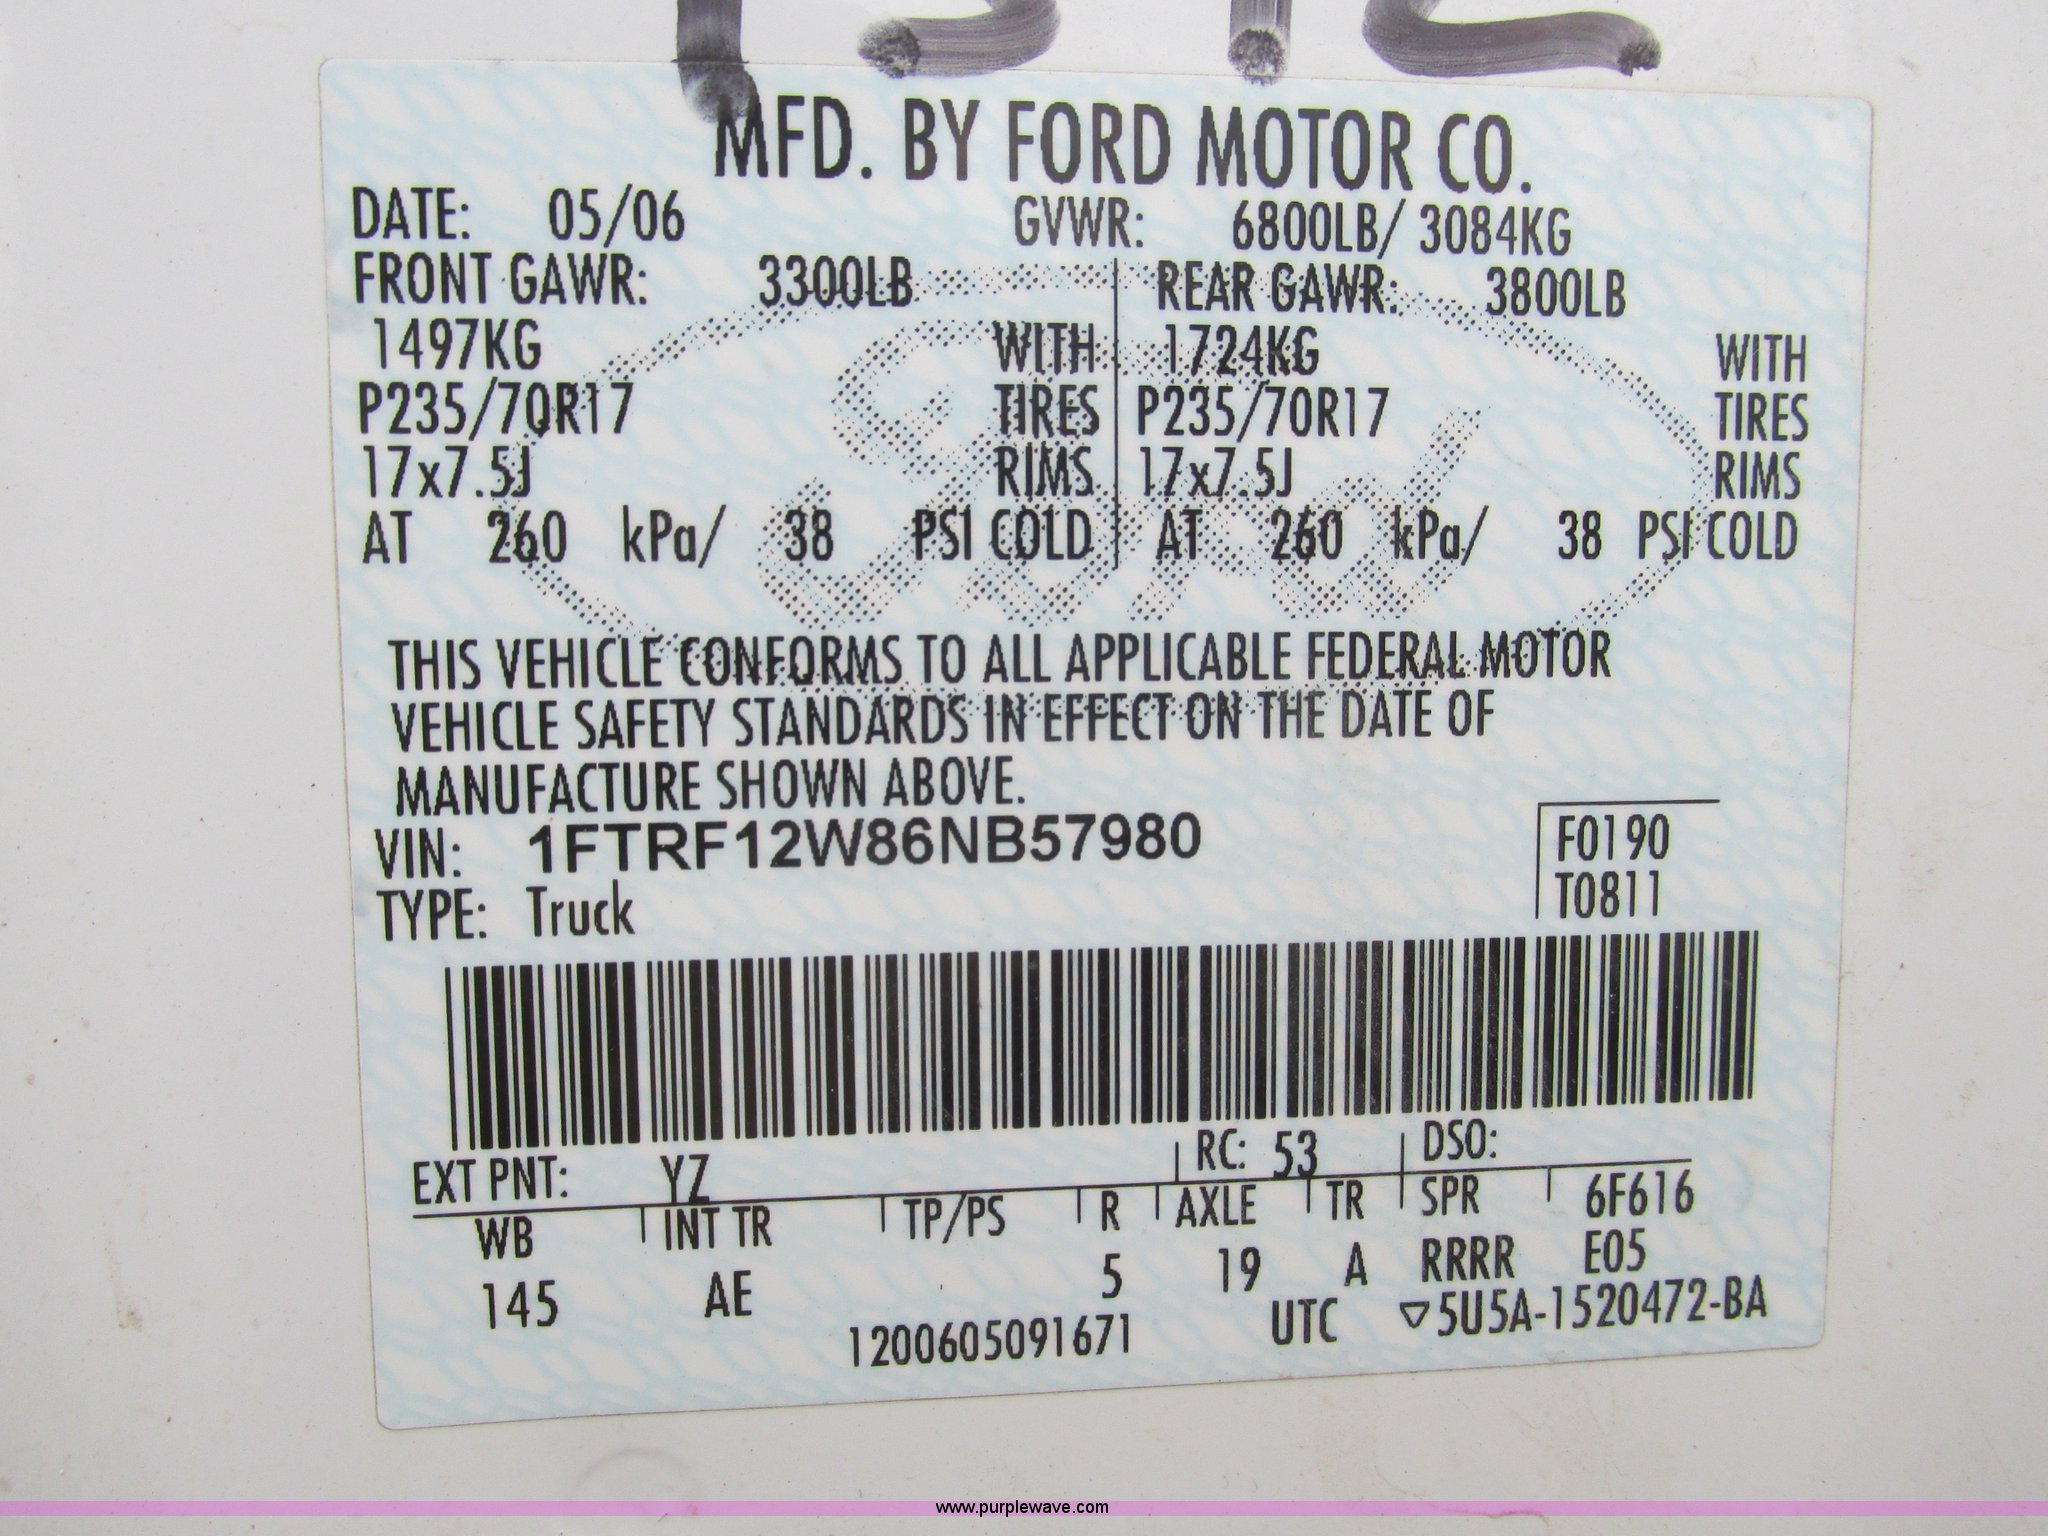 MFD. BY FORD MOTOR CO.
DATE: 05/06 GVWR: 6800LB/ 3084KG
FRONT GAWR: 3300LB REAR GAWR: 3800LB
1497KG WITH 1724KG WITH
P235/70R17 TIRES P235/70R17 TIRES
17x7.5J RIMS 17x7.5J RIMS
AT 260 kPa/ 38 PSI COLD AT 260 kPa/ 38 PSI COLD
Ford
THIS VEHICLE CONFORMS TO ALL APPLICABLE FEDERAL MOTOR
VEHICLE SAFETY STANDARDS IN EFFECT ON THE DATE OF
MANUFACTURE SHOWN ABOVE.
VIN: 1FTRF12W86NB57980 F0190
TYPE: Truck T0811
EXT PNT: YZ RC: 53 DSO:
WB INT TR TP/PS R AXLE TR SPR 6F616
145 AE 5 19 A RRRR E05
1200605091671 UTC ▽5U5A-1520472-BA
www.purplewave.com